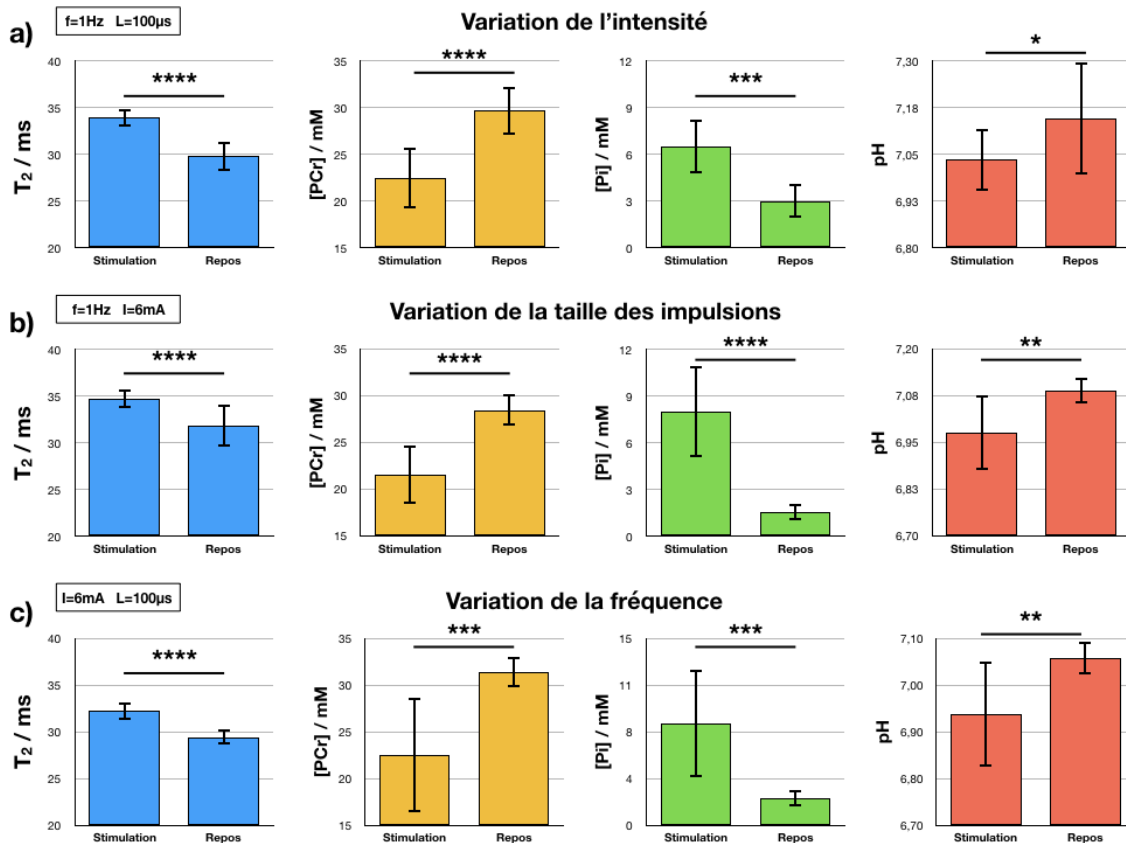 a)
f=1Hz L=100µs
Variation de l'intensité
T2 / ms
40
35
30
25
20
****
Stimulation Repos
[PCr] / mM
35
30
25
20
15
****
Stimulation Repos
[Pi] / mM
12
9
6
3
0
***
Stimulation Repos
pH
7,30
7,18
7,05
6,93
6,80
*
Stimulation Repos
b)
f=1Hz I=6mA
Variation de la taille des impulsions
T2 / ms
40
35
30
25
20
****
Stimulation Repos
[PCr] / mM
35
30
25
20
15
****
Stimulation Repos
[Pi] / mM
12
9
6
3
0
****
Stimulation Repos
pH
7,20
7,08
6,95
6,83
6,70
**
Stimulation Repos
c)
I=6mA L=100µs
Variation de la fréquence
T2 / ms
40
35
30
25
20
****
Stimulation Repos
[PCr] / mM
35
30
25
20
15
***
Stimulation Repos
[Pi] / mM
15
11
8
4
0
***
Stimulation Repos
pH
7,10
7,00
6,90
6,80
6,70
**
Stimulation Repos